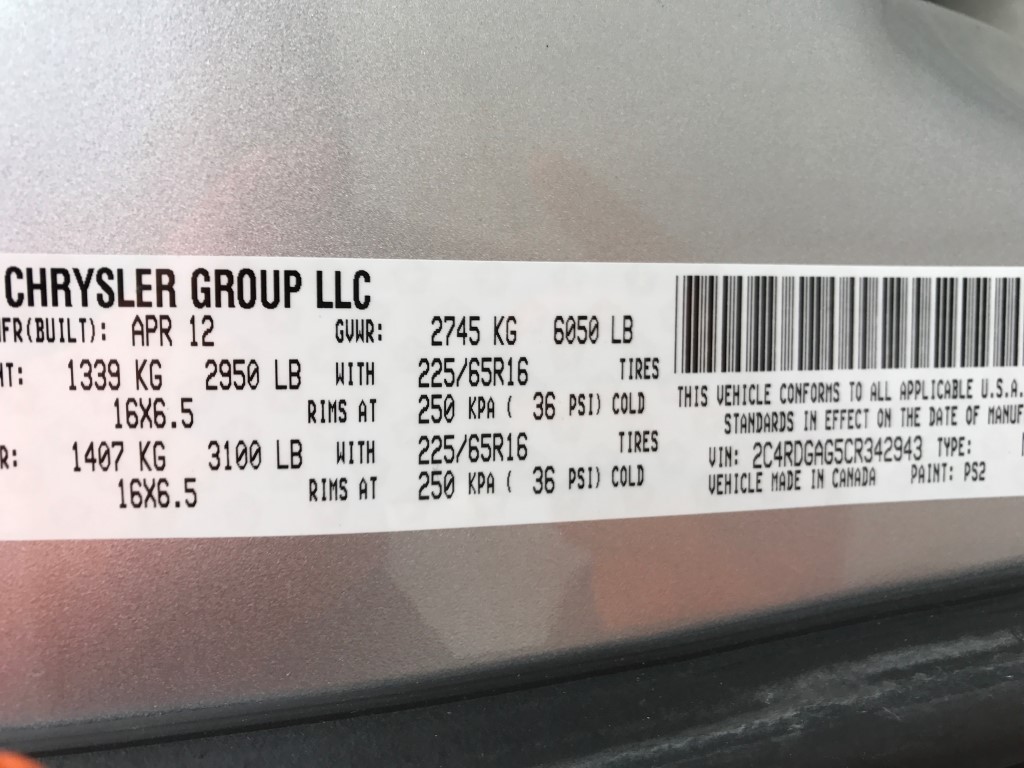 CHRYSLER GROUP LLC
MFR(BUILT): APR 12 GVWR: 2745 KG 6050 LB
NT: 1339 KG 2950 LB WITH 225/65R16 TIRES
16X6.5 RIMS AT 250 KPA ( 36 PSI) COLD
R: 1407 KG 3100 LB WITH 225/65R16 TIRES
16X6.5 RIMS AT 250 KPA ( 36 PSI) COLD
THIS VEHICLE CONFORMS TO ALL APPLICABLE U.S.A.
STANDARDS IN EFFECT ON THE DATE OF MANUF
VIN: 2C4RDGAG5CR342943 TYPE:
VEHICLE MADE IN CANADA PAINT: PS2